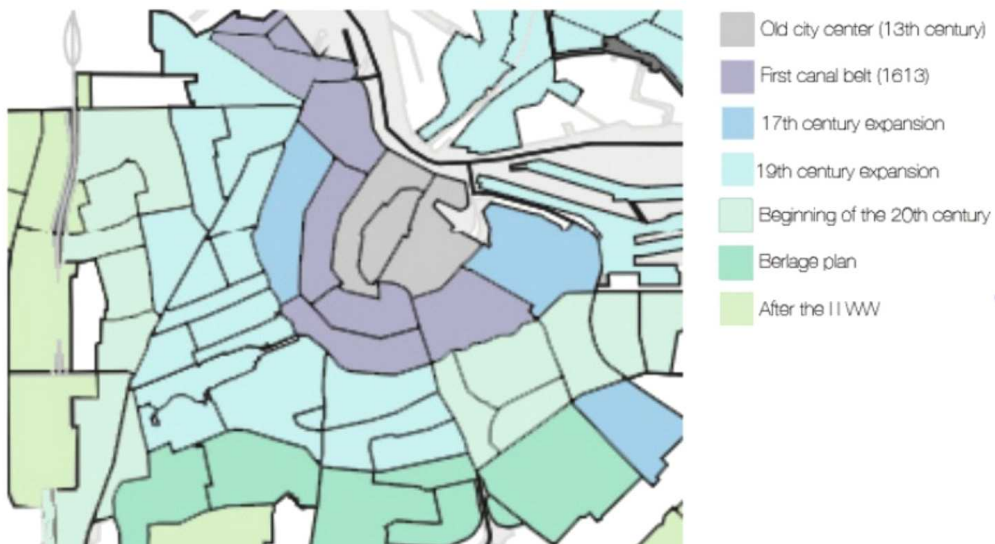 Old city center (13th century)
First canal belt (1613)
17th century expansion
19th century expansion
Beginning of the 20th century
Berlage plan
After the II WW